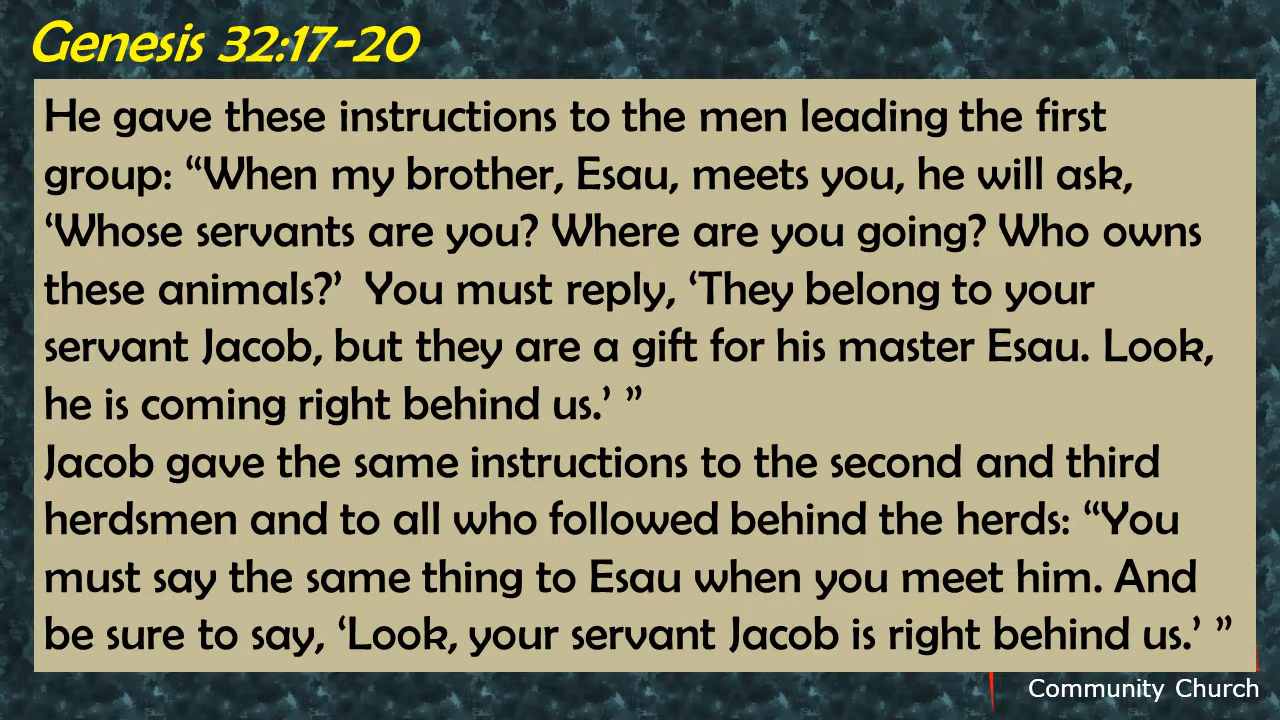 Genesis 32:17-20
He gave these instructions to the men leading the first
group: “When my brother, Esau, meets you, he will ask,
‘Whose servants are you? Where are you going? Who owns
these animals?’  You must reply, ‘They belong to your
servant Jacob, but they are a gift for his master Esau. Look,
he is coming right behind us.’ ”
Jacob gave the same instructions to the second and third
herdsmen and to all who followed behind the herds: “You
must say the same thing to Esau when you meet him. And
be sure to say, ‘Look, your servant Jacob is right behind us.’ ”
Community Church